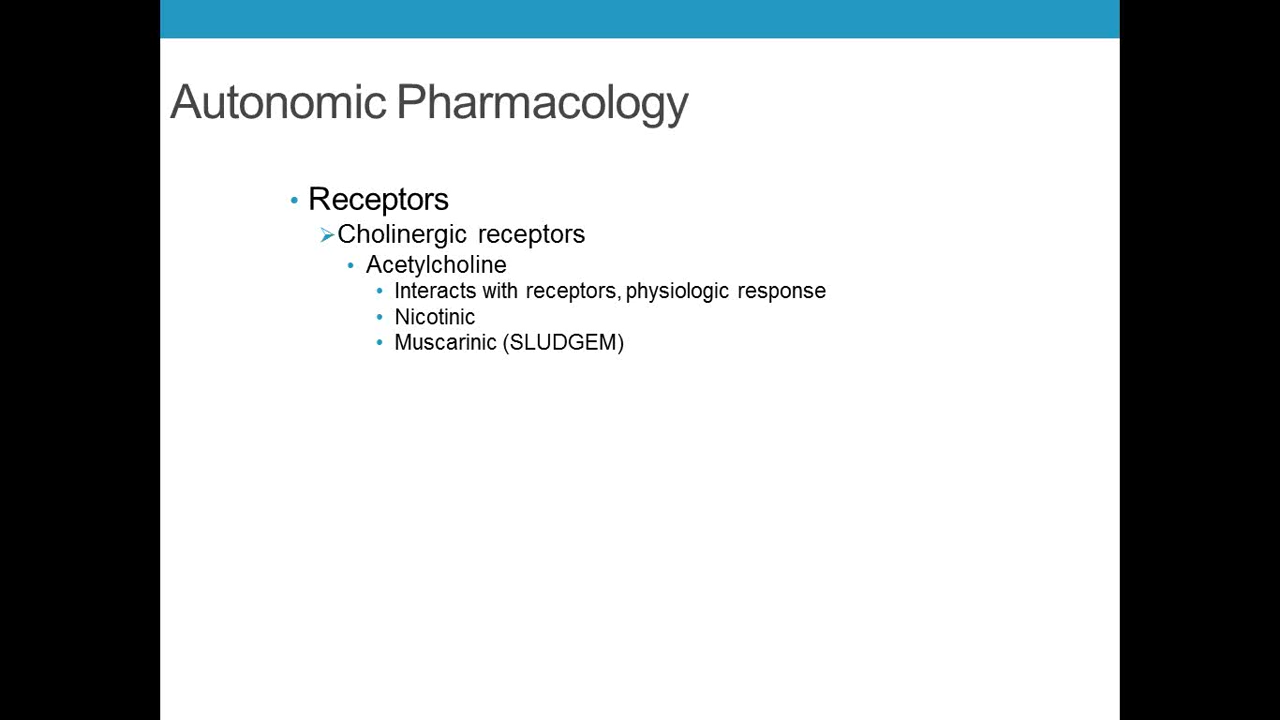 Autonomic Pharmacology
• Receptors
➢Cholinergic receptors
• Acetylcholine
• Interacts with receptors, physiologic response
• Nicotinic
• Muscarinic (SLUDGEM)